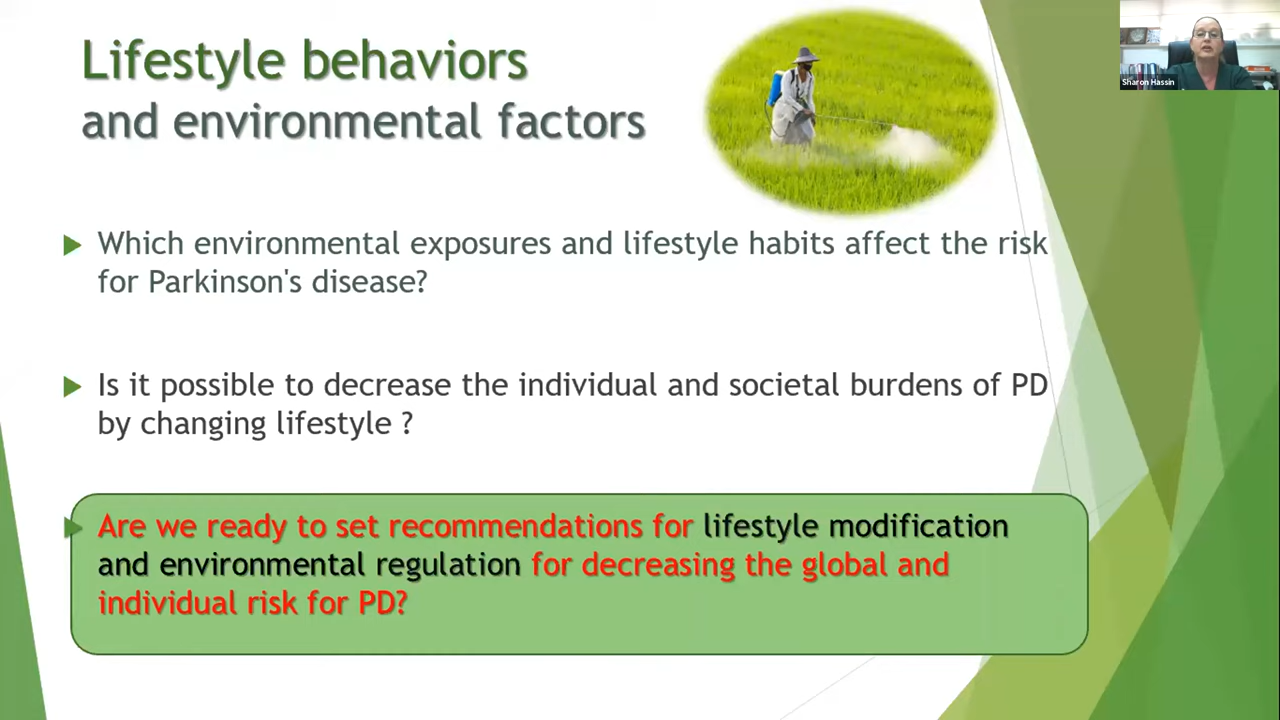 Lifestyle behaviors
and environmental factors
Sharon Hassin
Which environmental exposures and lifestyle habits affect the risk
for Parkinson's disease?
Is it possible to decrease the individual and societal burdens of PD
by changing lifestyle ?
Are we ready to set recommendations for lifestyle modification
and environmental regulation for decreasing the global and
individual risk for PD?